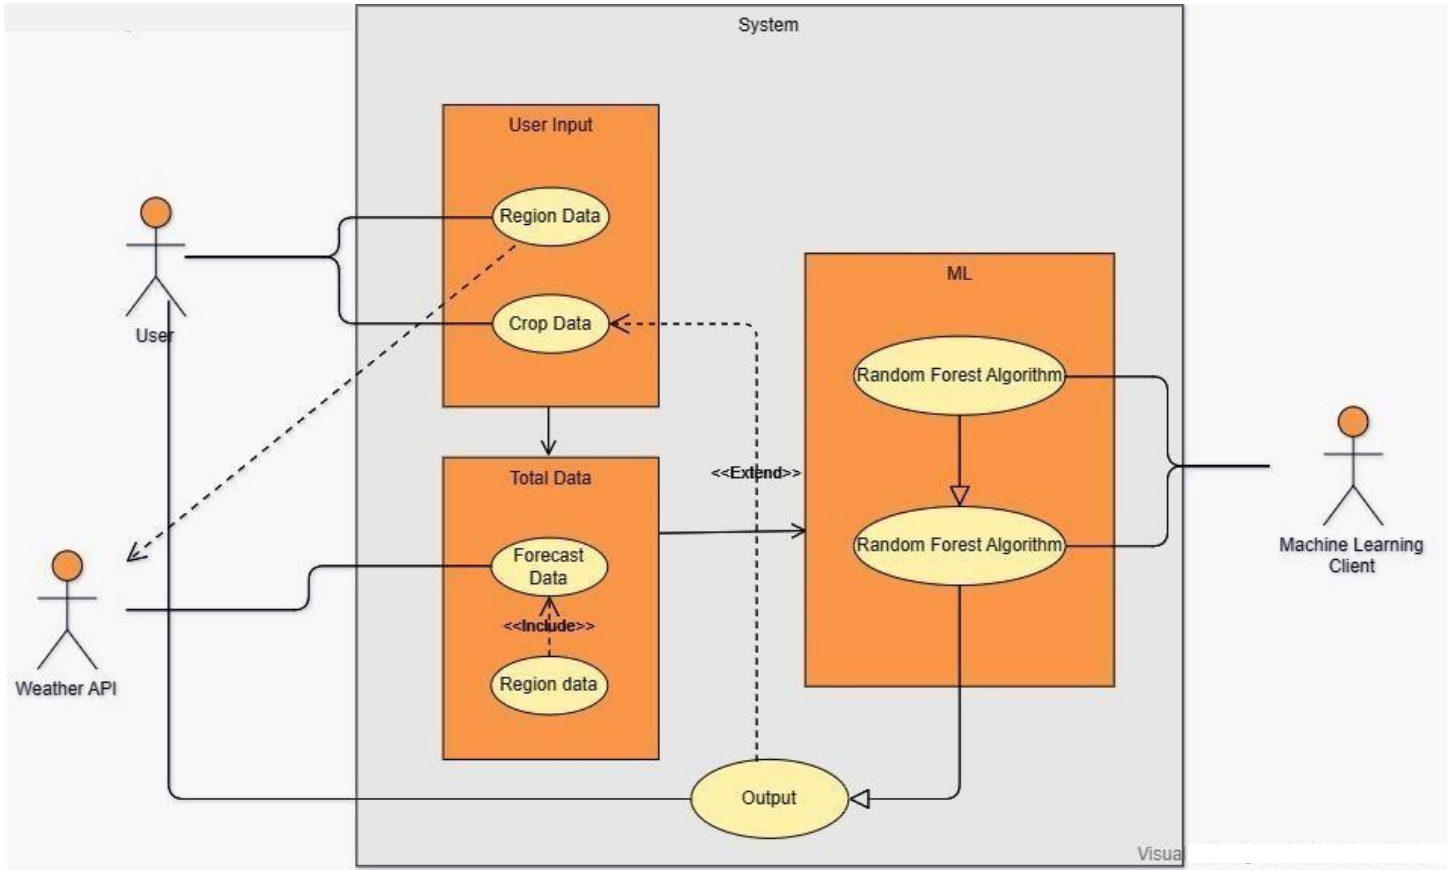 System
User Input
Region Data
Crop Data
User
ML
Random Forest Algorithm
Random Forest Algorithm
<<Extend>>
Total Data
Forecast
Data
<<Include>>
Region data
Machine Learning
Client
Weather API
Output
Visua